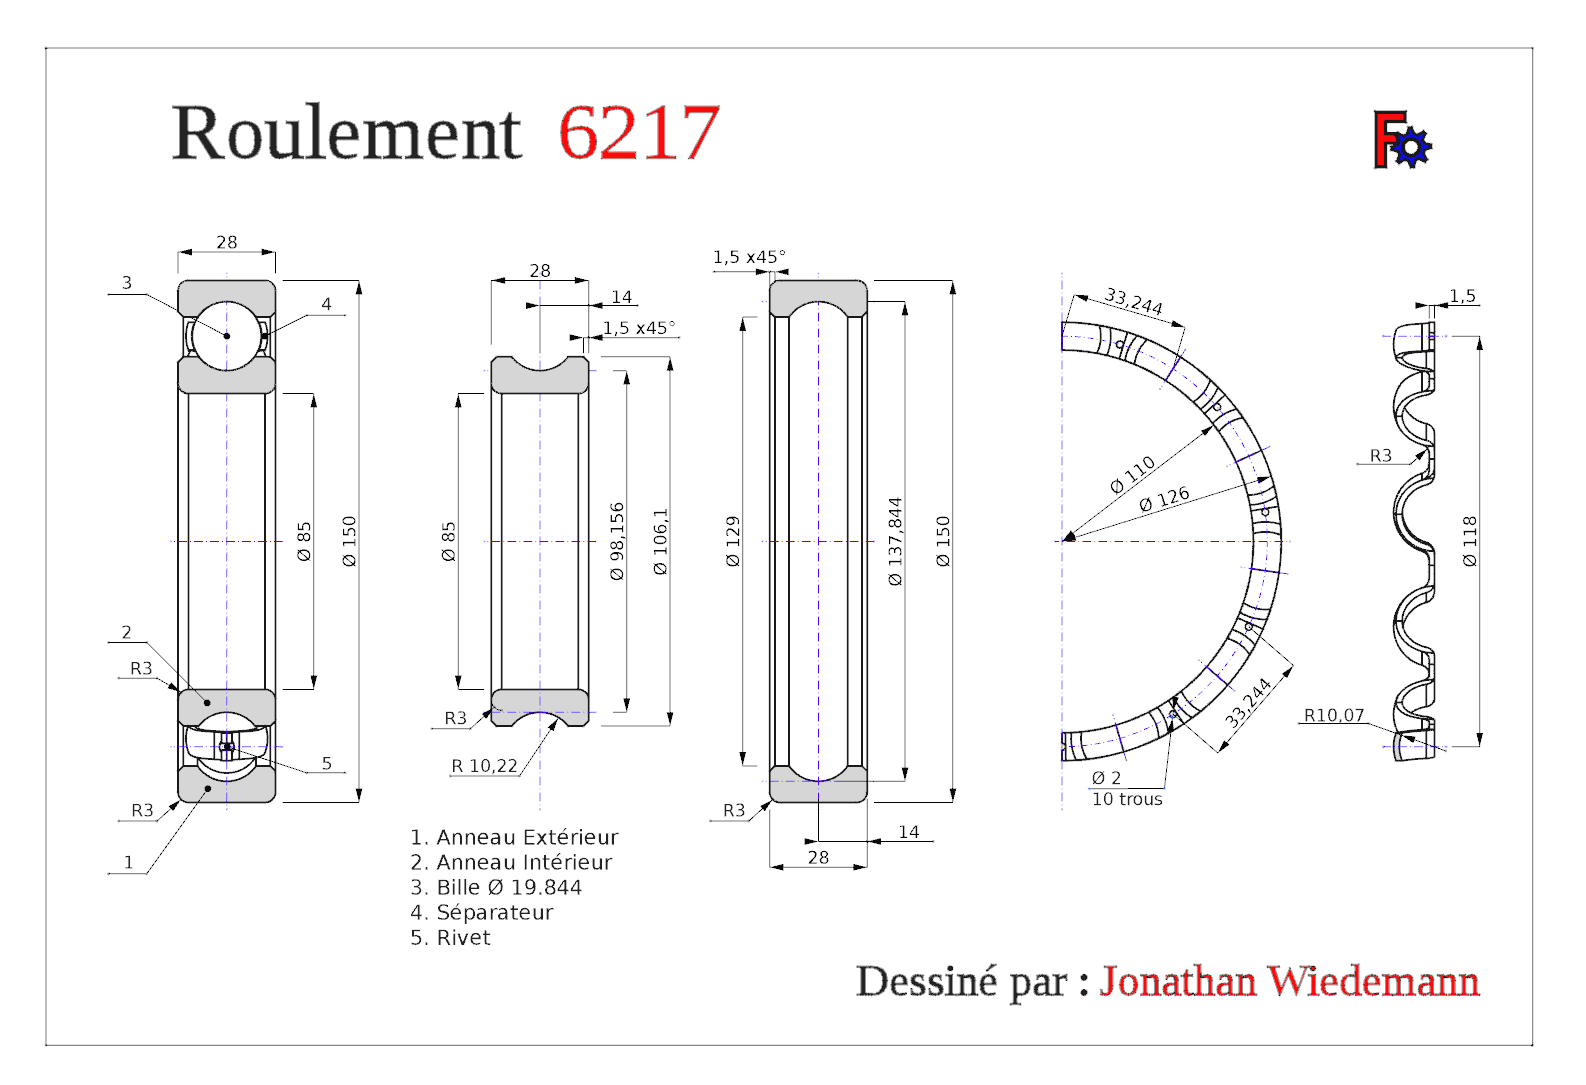 Roulement 6217
F
28
3
4
Ø 85
Ø 150
2
R3
5
R3
1
28
14
1,5 x45°
Ø 85
Ø 98,156
Ø 106,1
R3
R 10,22
1,5 x45°
Ø 129
Ø 137,844
Ø 150
R3
14
28
33,244
Ø 110
Ø 126
33,244
Ø 2
10 trous
1,5
R3
Ø 118
R10,07
1. Anneau Extérieur
2. Anneau Intérieur
3. Bille Ø 19.844
4. Séparateur
5. Rivet
Dessiné par : Jonathan Wiedemann